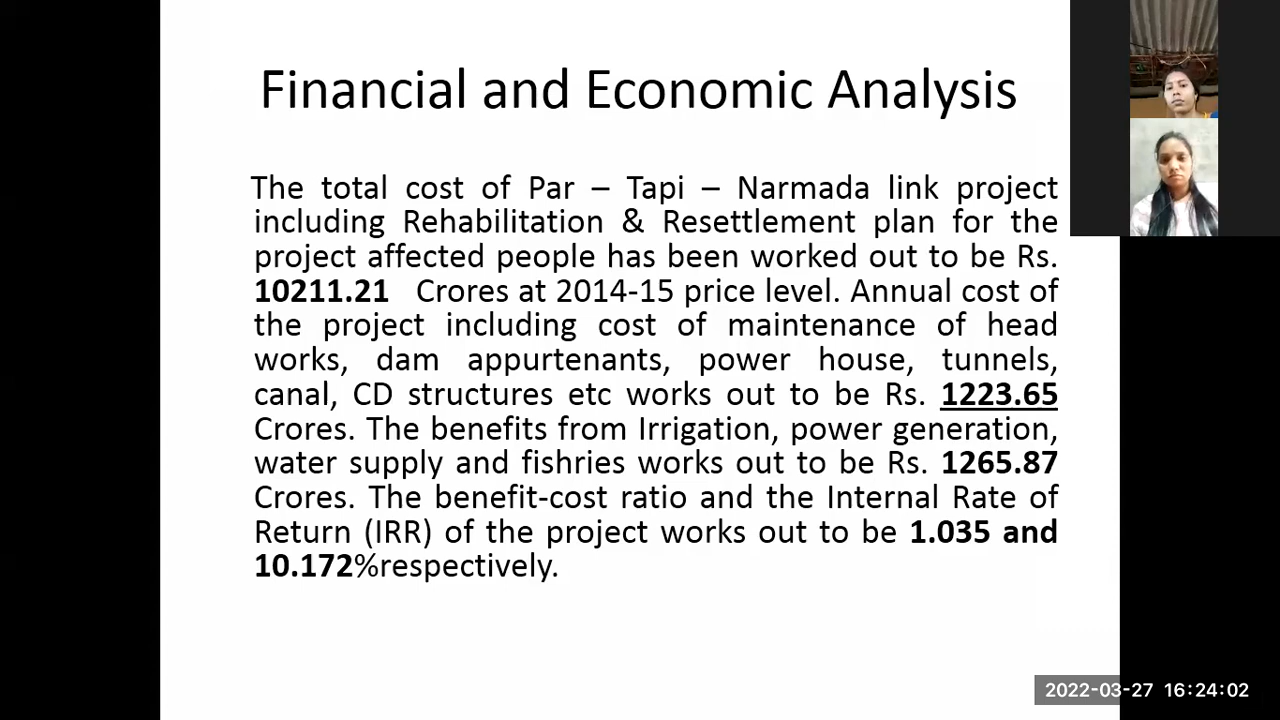 Financial and Economic Analysis
The total cost of Par – Tapi – Narmada link project
including Rehabilitation & Resettlement plan for the
project affected people has been worked out to be Rs.
10211.21 Crores at 2014-15 price level. Annual cost of
the project including cost of maintenance of head
works, dam appurtenants, power house, tunnels,
canal, CD structures etc works out to be Rs. 1223.65
Crores. The benefits from Irrigation, power generation,
water supply and fishries works out to be Rs. 1265.87
Crores. The benefit-cost ratio and the Internal Rate of
Return (IRR) of the project works out to be 1.035 and
10.172%respectively.
2022-03-27 16:24:02